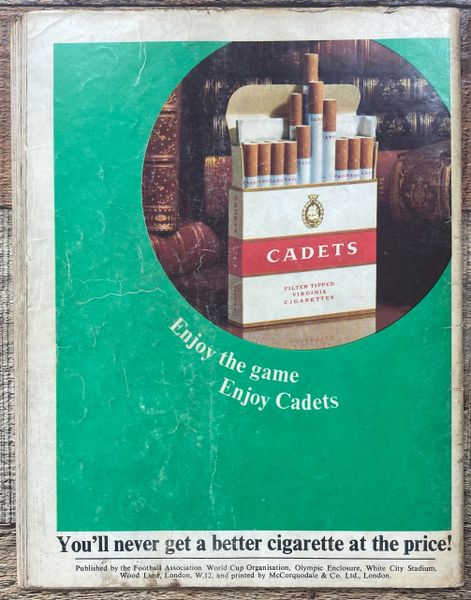 CADETS
FILTER TIPPED
VIRGINIA
CIGARETTES
Enjoy the game
Enjoy Cadets
You'll never get a better cigarette at the price!
Published by the Football Association World Cup Organisation, Olympic Enclosure, White City Stadium,
Wood Lane, London, W.12, and printed by McCorquodale & Co. Ltd., London.